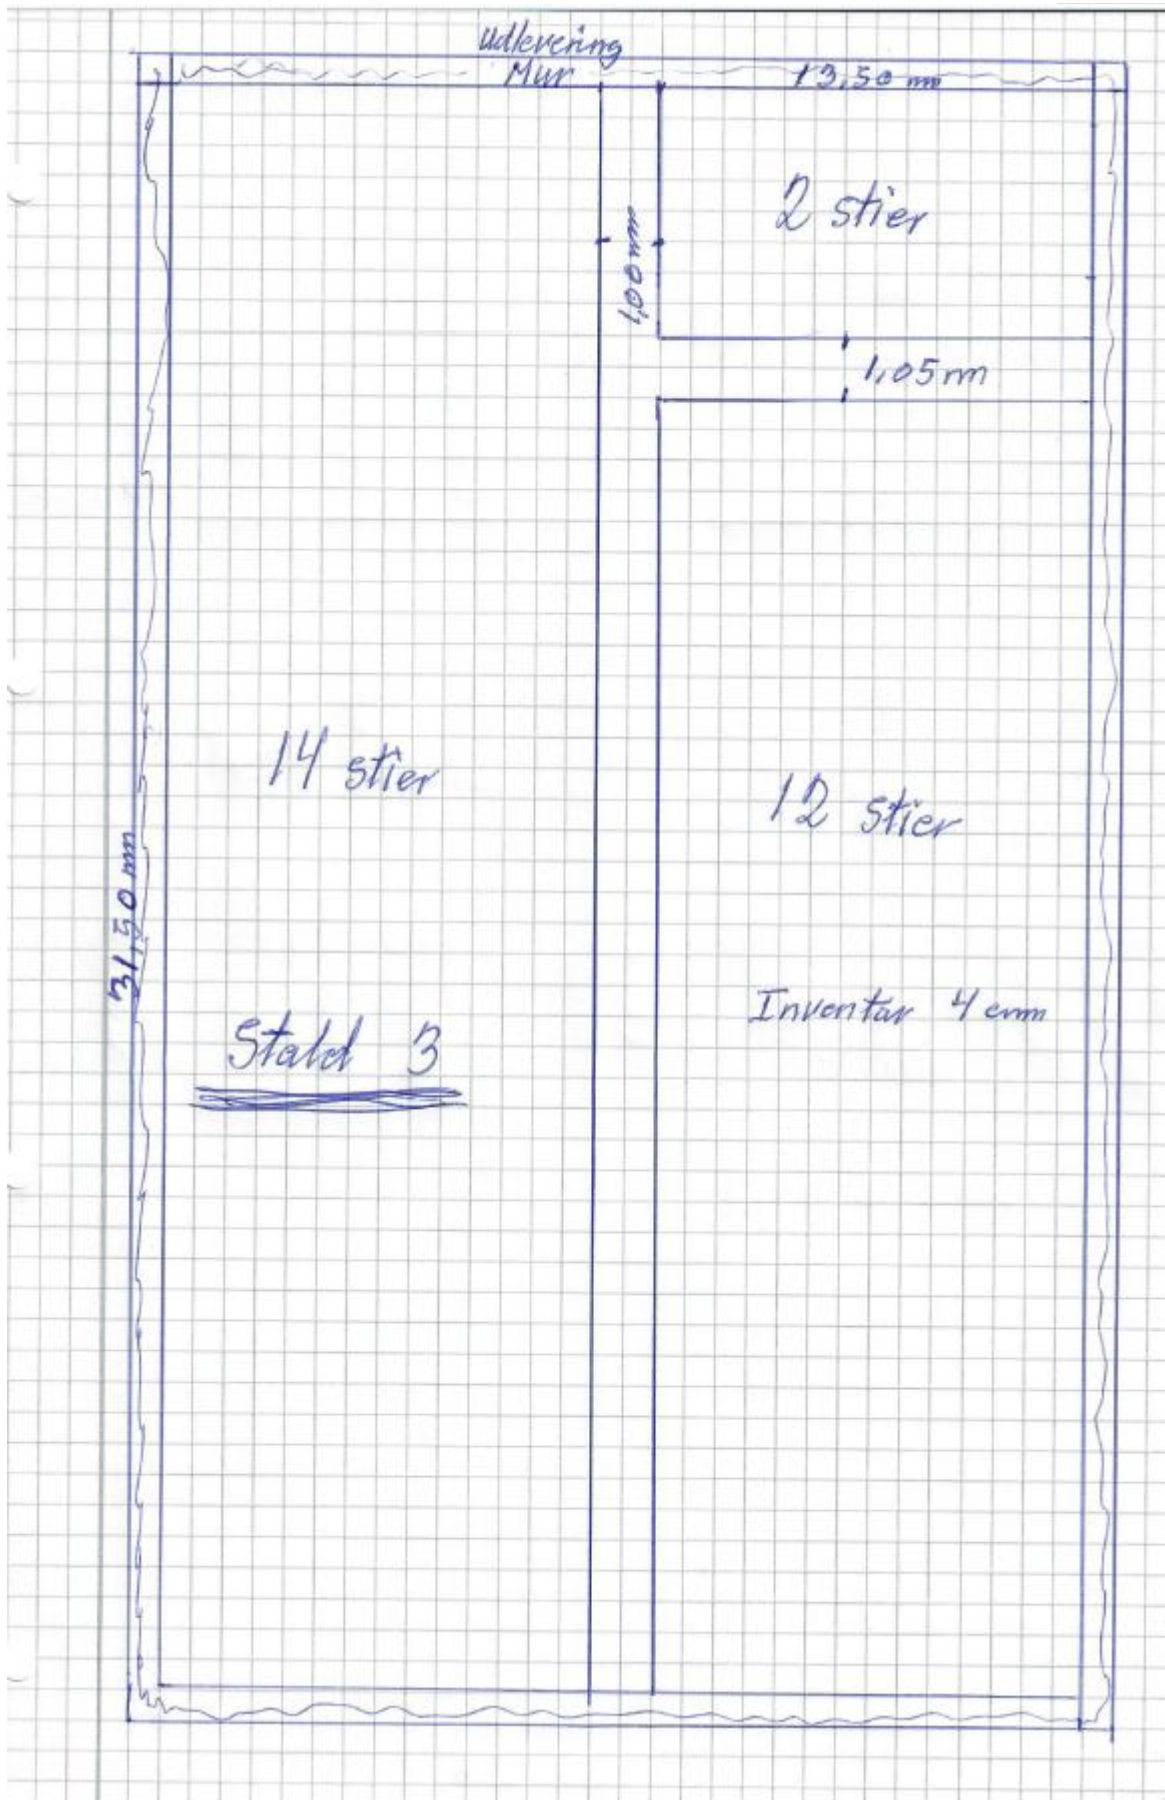 Udlevering
Mur
13,50 m
2 stier
1,00 m
1,05 m
14 stier
12 stier
31,50 m
Inventar 4 cm
Stald 3